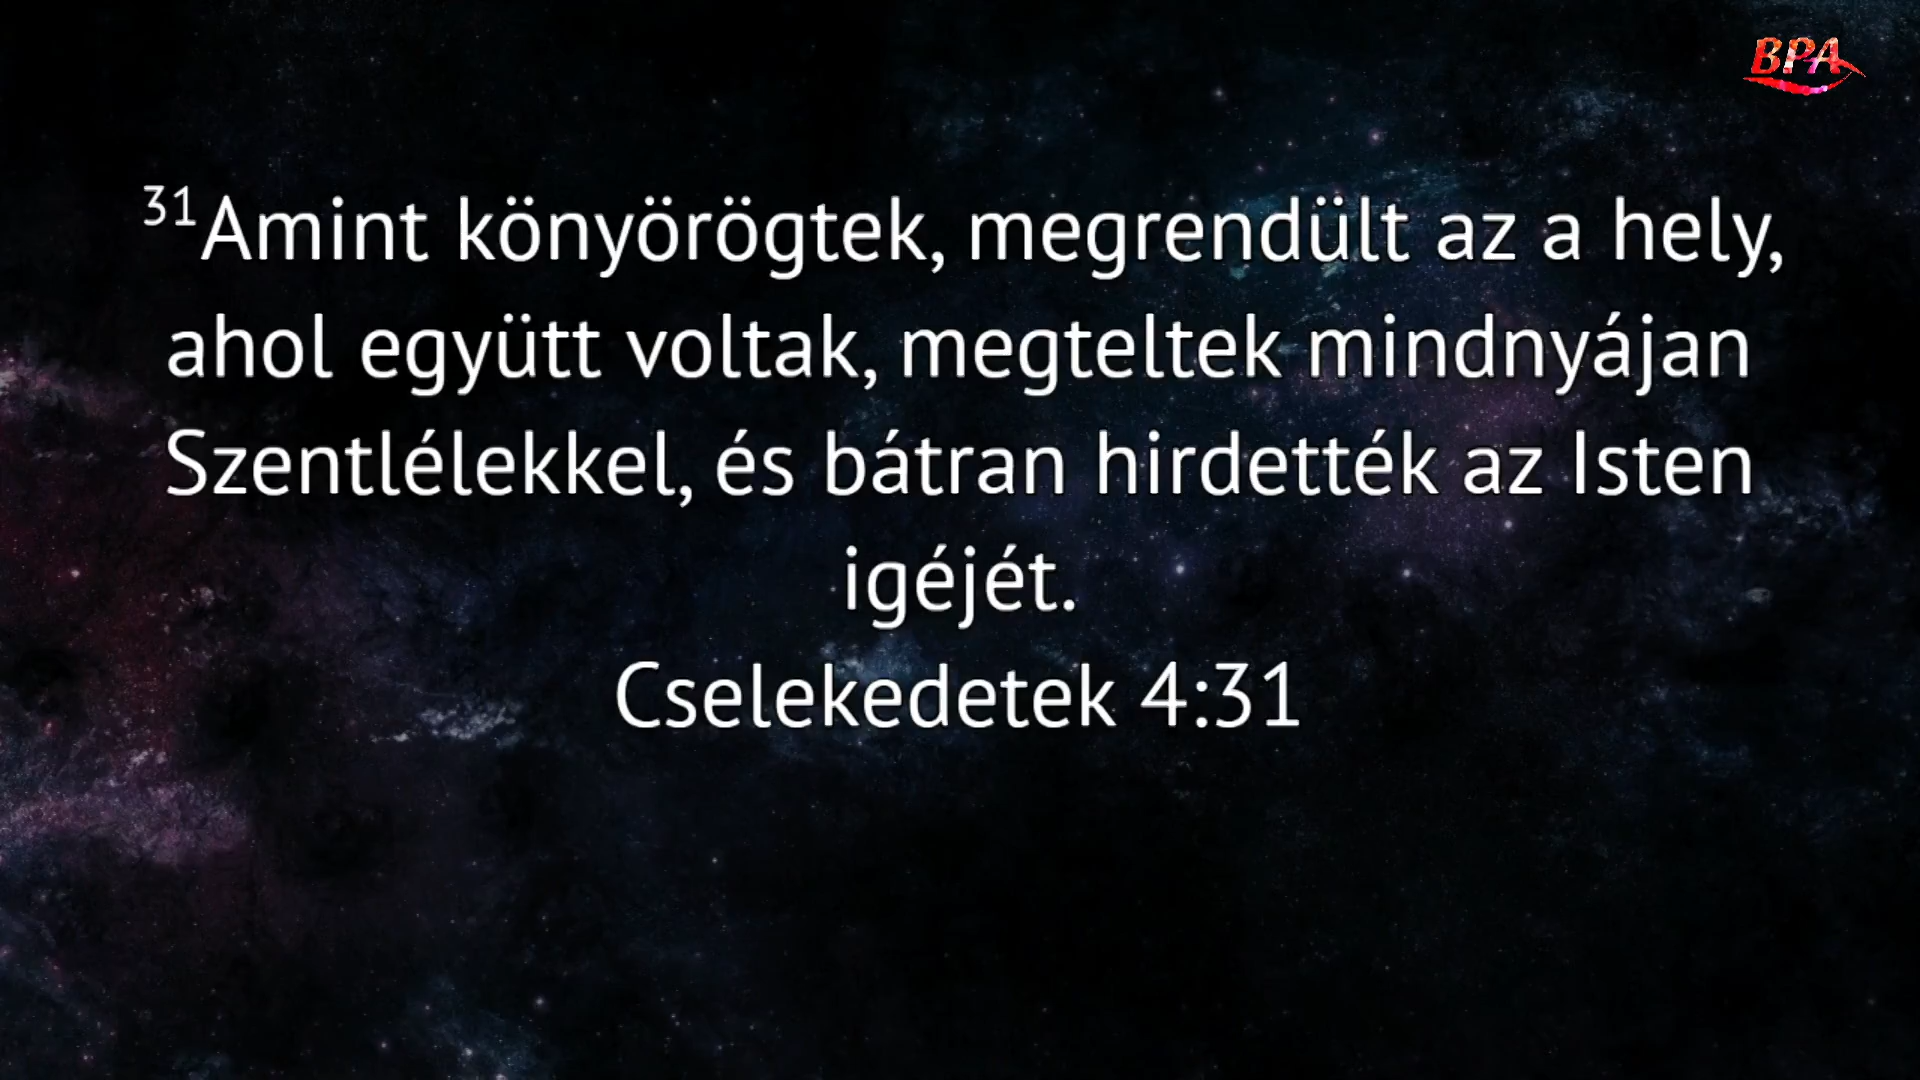 BPA
³¹Amint könyörögtek, megrendült az a hely,
ahol együtt voltak, megteltek mindnyájan
Szentlélekkel, és bátran hirdették az Isten
igéjét.
Cselekedetek 4:31